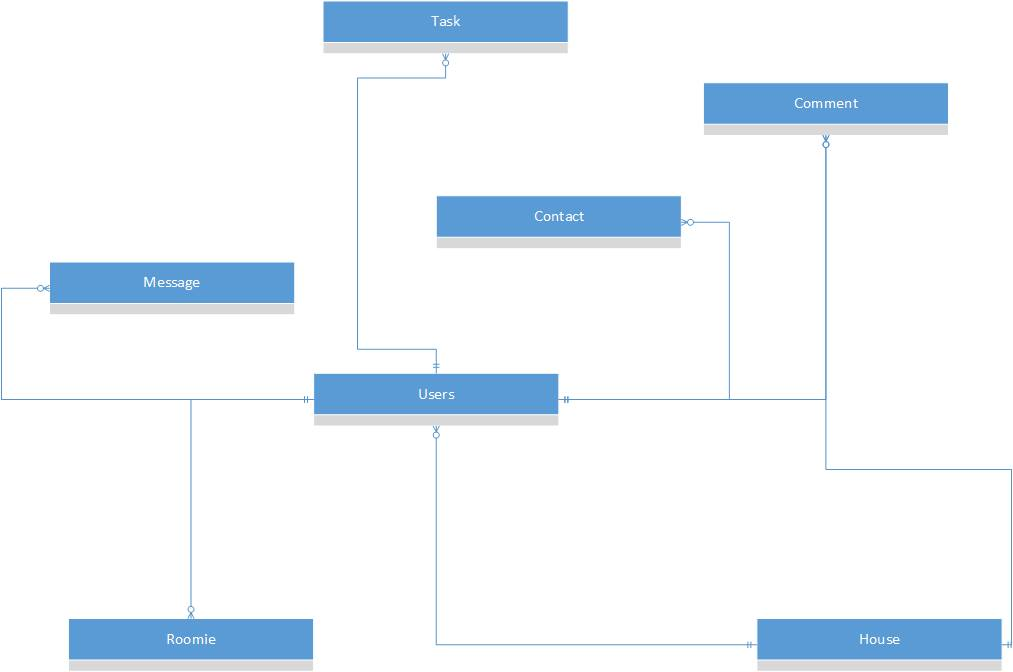 Task
Comment
Contact
Message
Users
Roomie
House